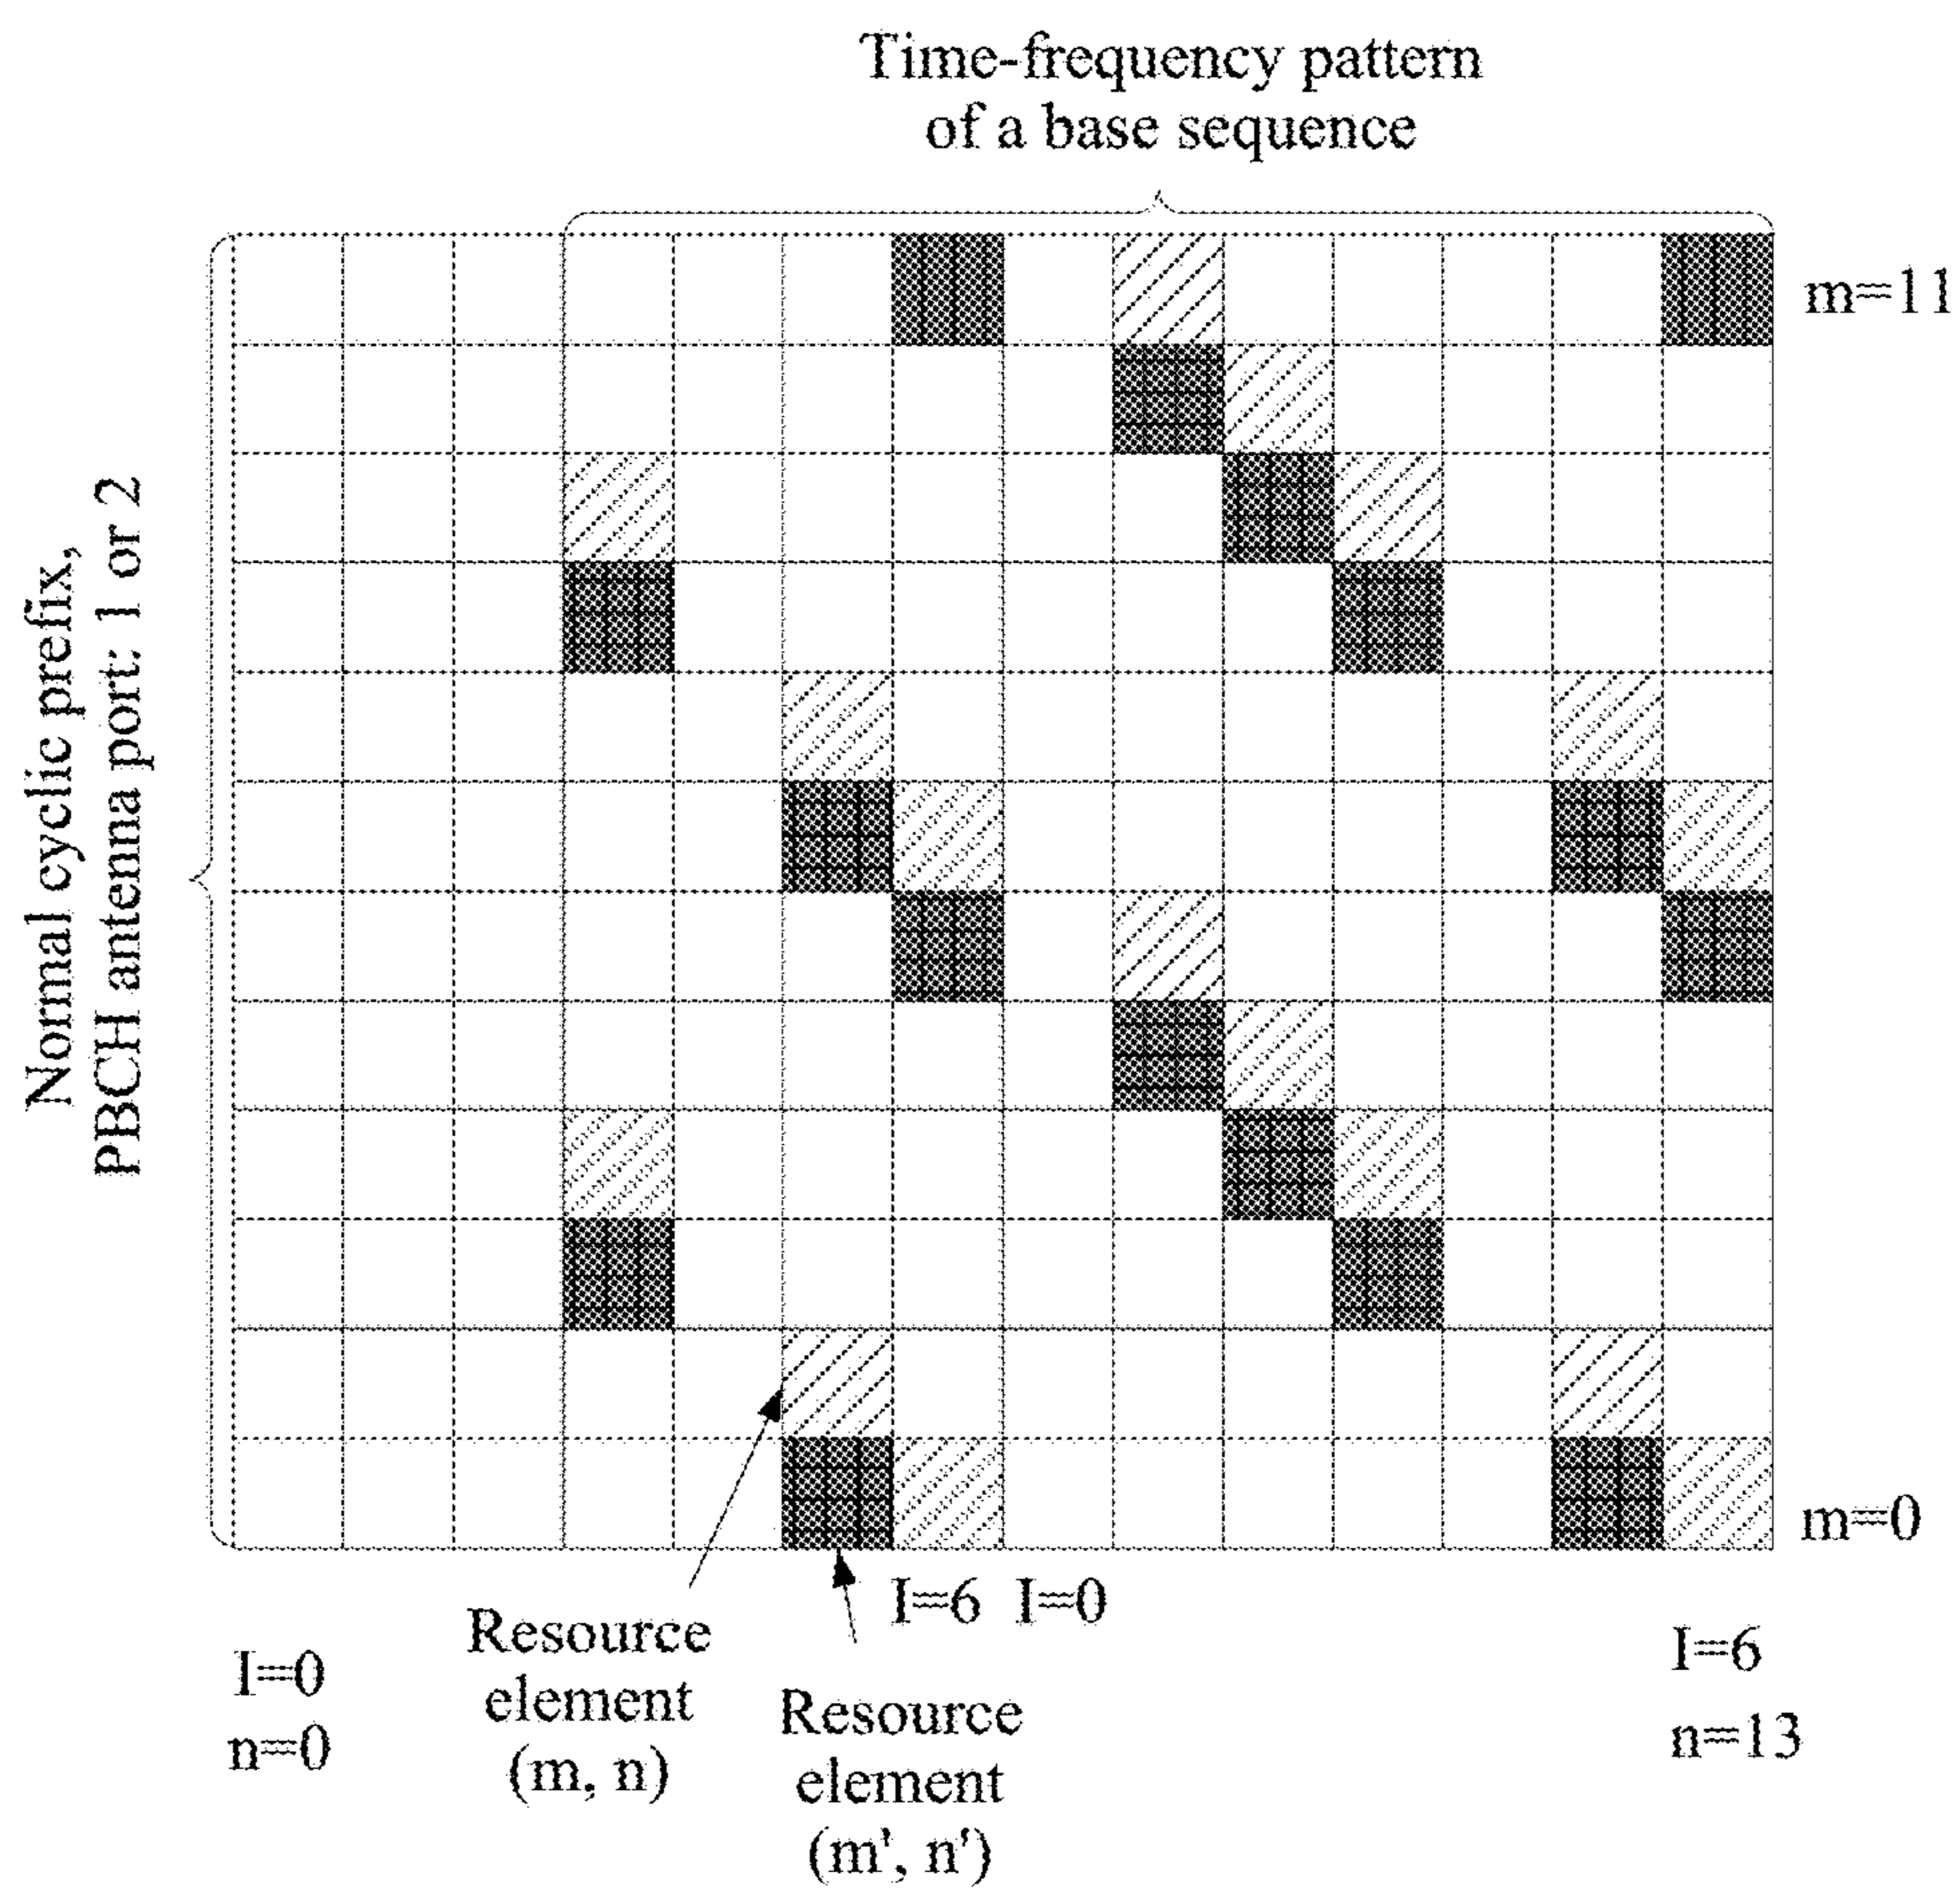 Time-frequency pattern
of a base sequence
Normal cyclic prefix,
PBCH antenna port: 1 or 2
m=11
m=0
I=6 I=0
I=0
n=0
Resource
element
(m, n)
Resource
element
(m', n')
I=6
n=13